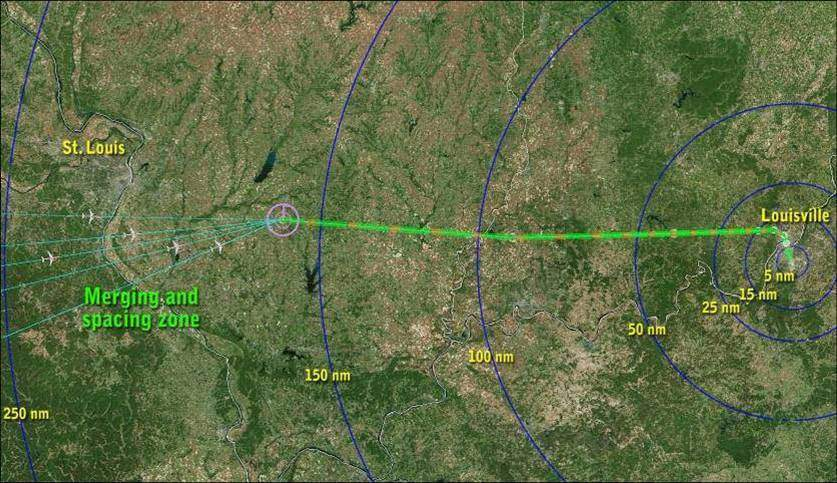 St. Louis
Louisville
Merging and
spacing zone
5 nm
15 nm
25 nm
50 nm
100 nm
150 nm
250 nm